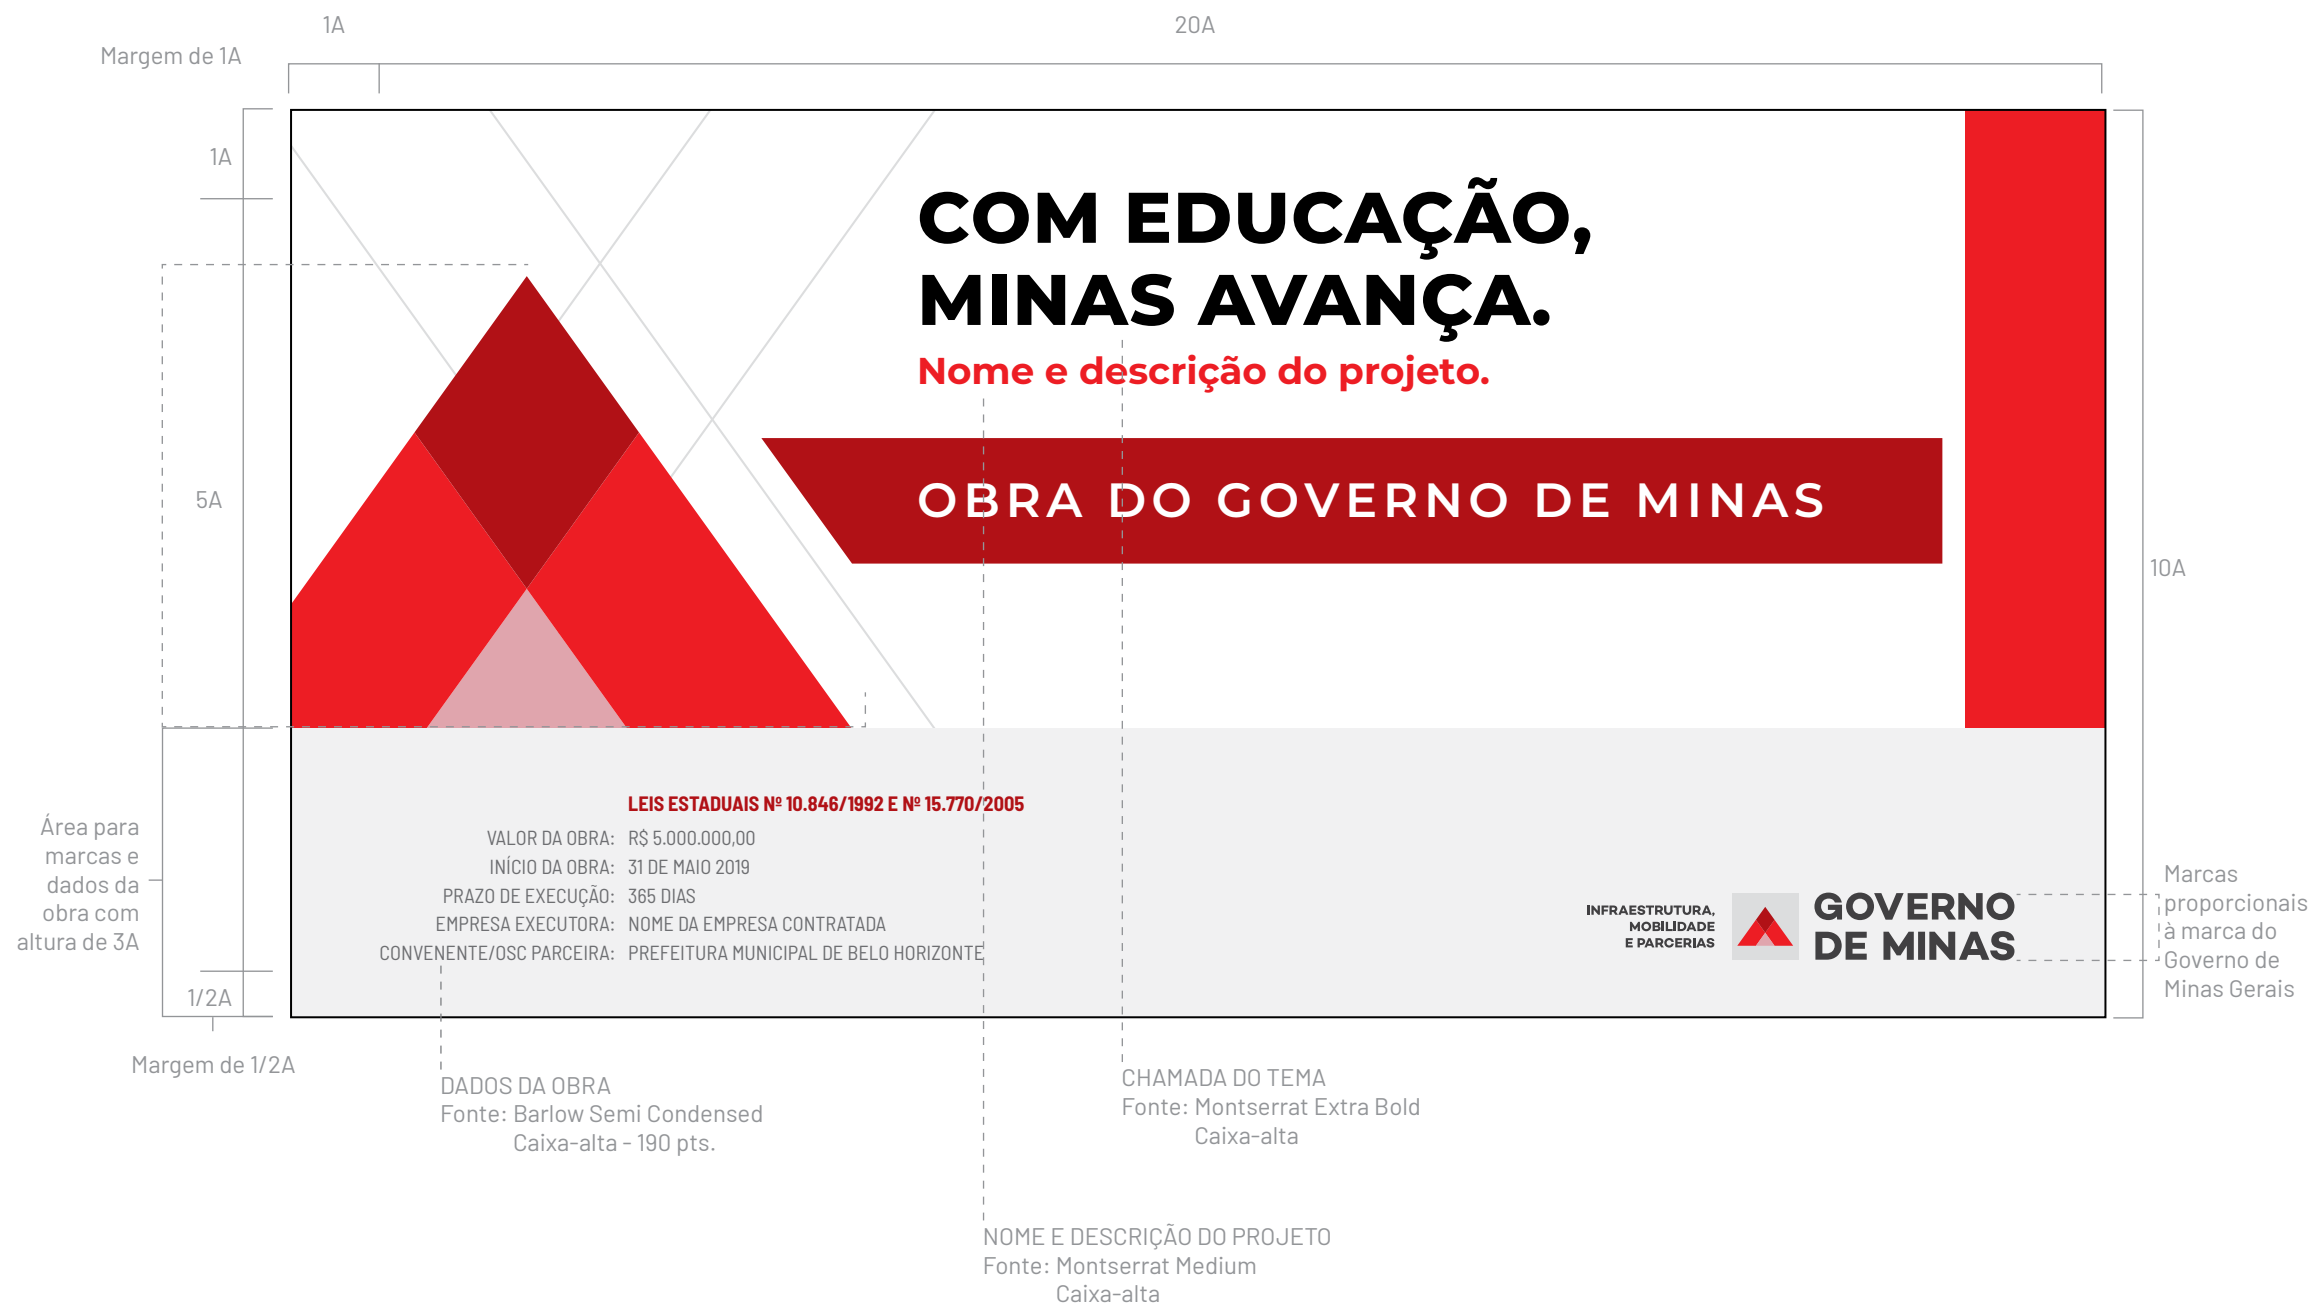 1A
20A
Margem de 1A
1A
COM EDUCAÇÃO,
MINAS AVANÇA.
Nome e descrição do projeto.
5A
OBRA DO GOVERNO DE MINAS
10A
Área para
marcas e
dados da
obra com
altura de 3A
LEIS ESTADUAIS Nº 10.846/1992 E Nº 15.770/2005
VALOR DA OBRA: R$ 5.000.000,00
INÍCIO DA OBRA: 31 DE MAIO 2019
PRAZO DE EXECUÇÃO: 365 DIAS
EMPRESA EXECUTORA: NOME DA EMPRESA CONTRATADA
CONVENENTE/OSC PARCEIRA: PREFEITURA MUNICIPAL DE BELO HORIZONTE
INFRAESTRUTURA,
MOBILIDADE
E PARCERIAS
GOVERNO
DE MINAS
Marcas
proporcionais
à marca do
Governo de
Minas Gerais
1/2A
Margem de 1/2A
DADOS DA OBRA
Fonte: Barlow Semi Condensed
Caixa-alta - 190 pts.
CHAMADA DO TEMA
Fonte: Montserrat Extra Bold
Caixa-alta
NOME E DESCRIÇÃO DO PROJETO
Fonte: Montserrat Medium
Caixa-alta